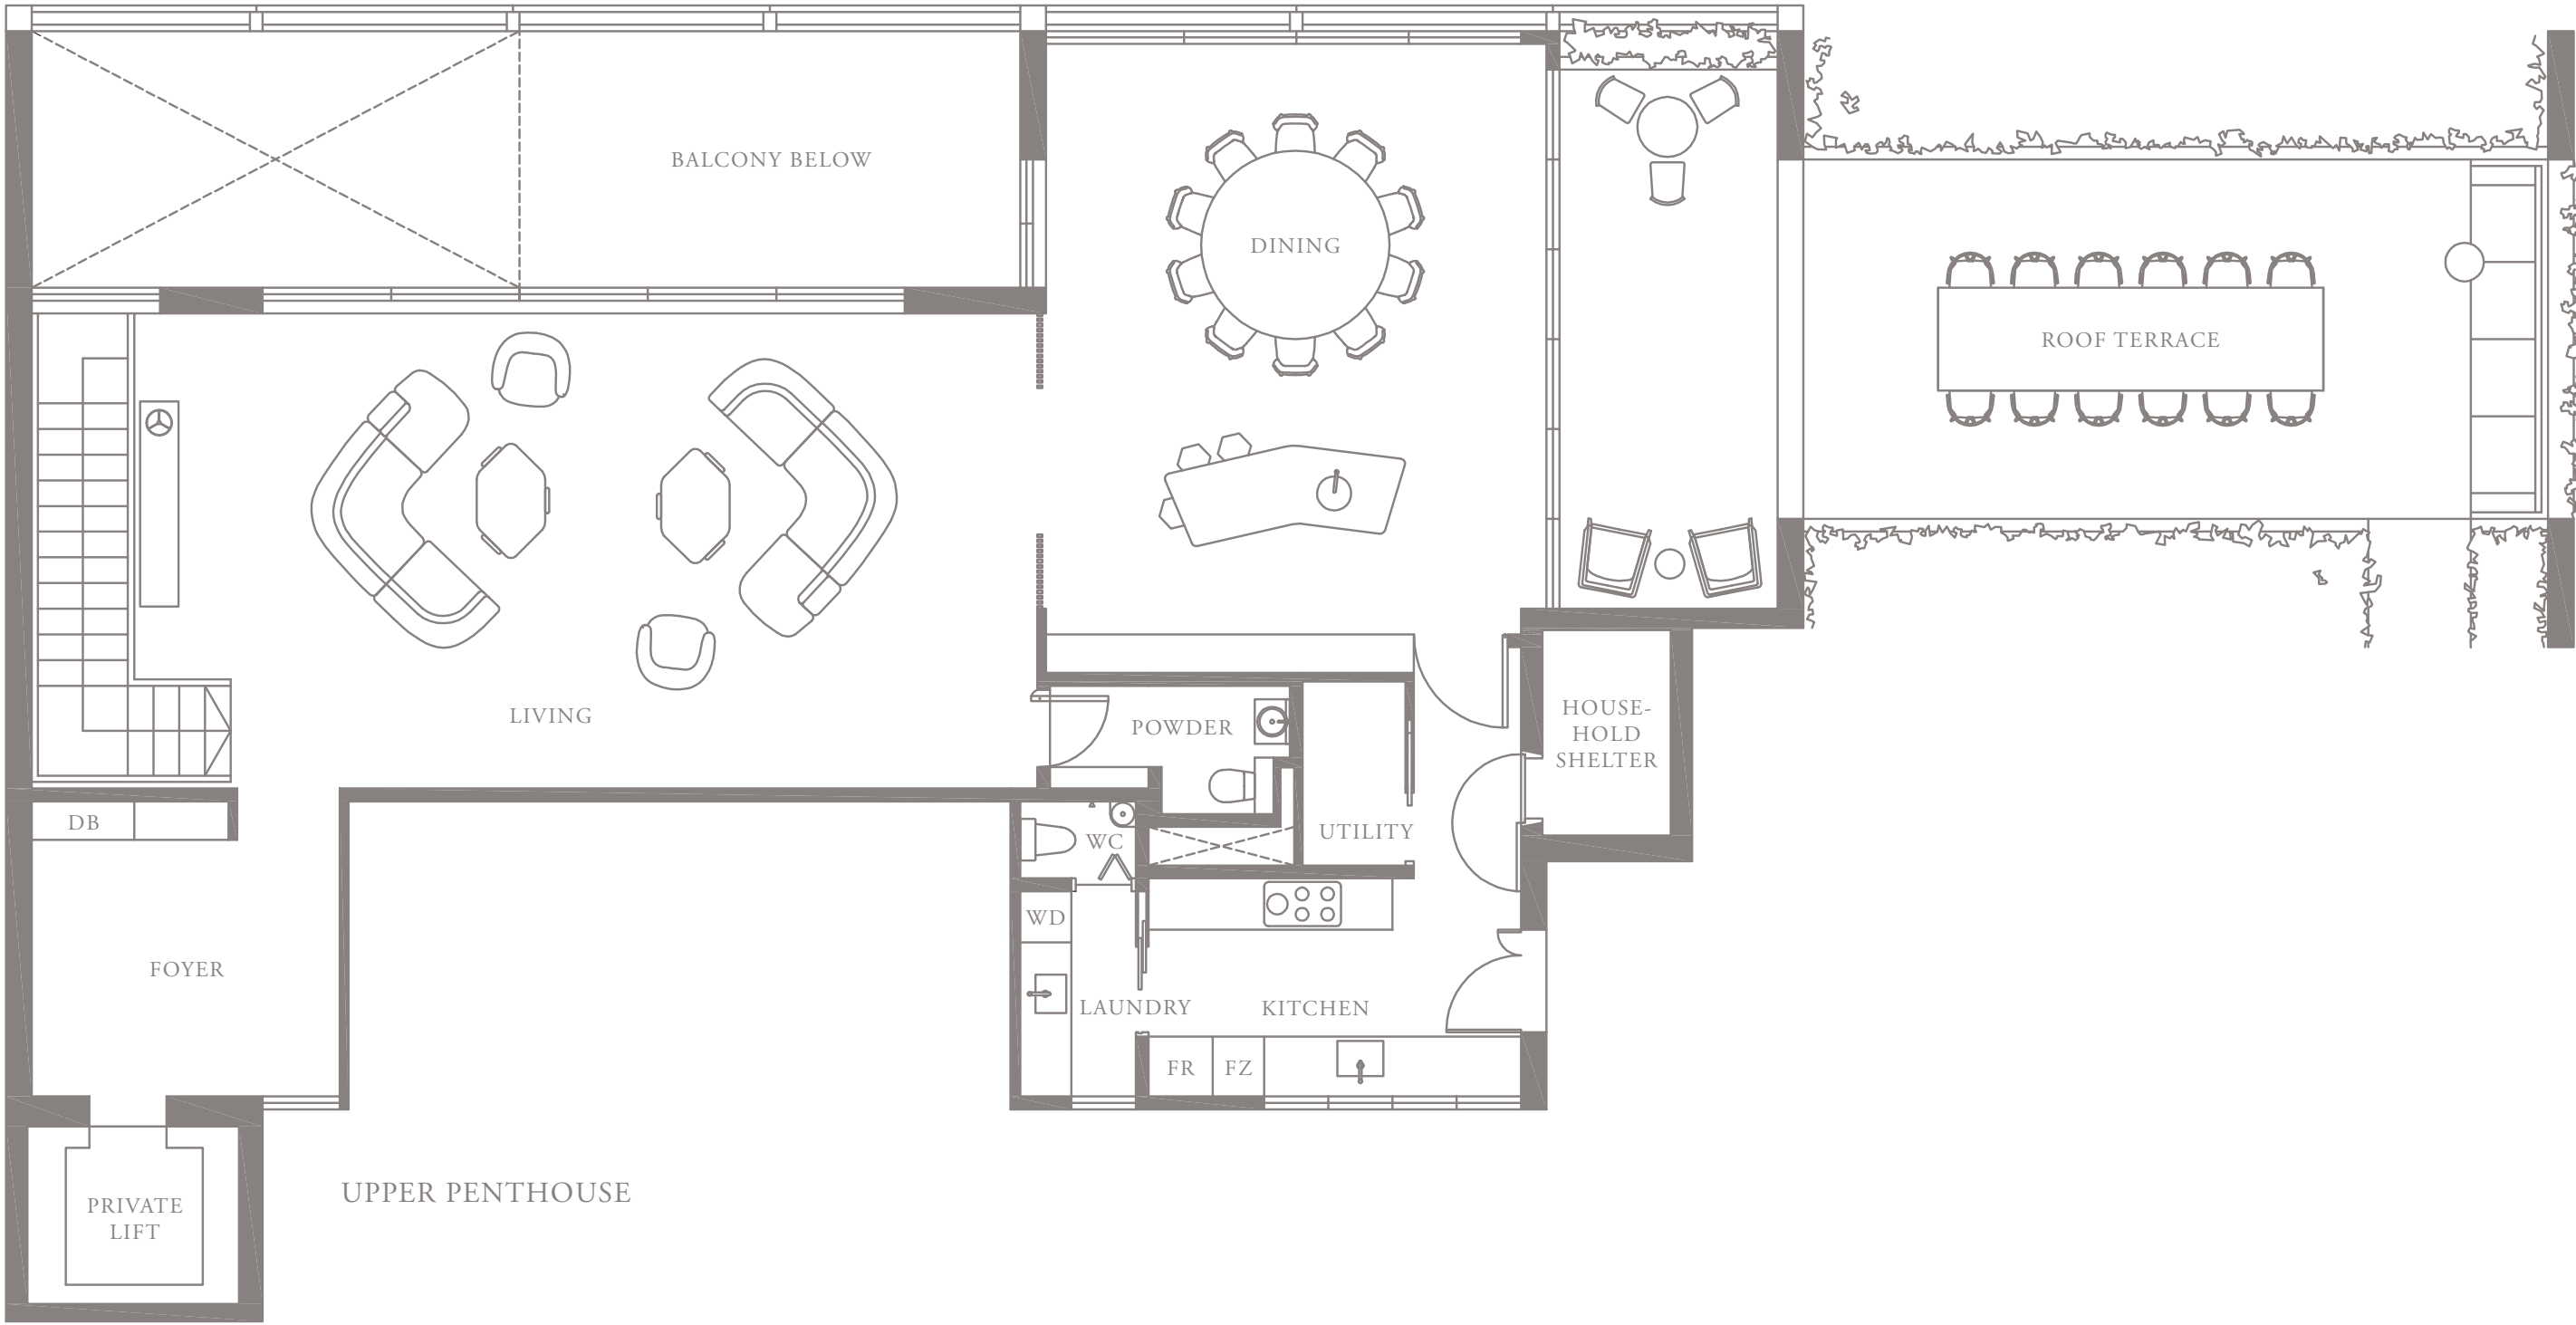 BALCONY BELOW
DINING
ROOF TERRACE
LIVING
POWDER
HOUSE-
HOLD
SHELTER
DB
UTILITY
WC
WD
FOYER
LAUNDRY
KITCHEN
FR
FZ
UPPER PENTHOUSE
PRIVATE
LIFT